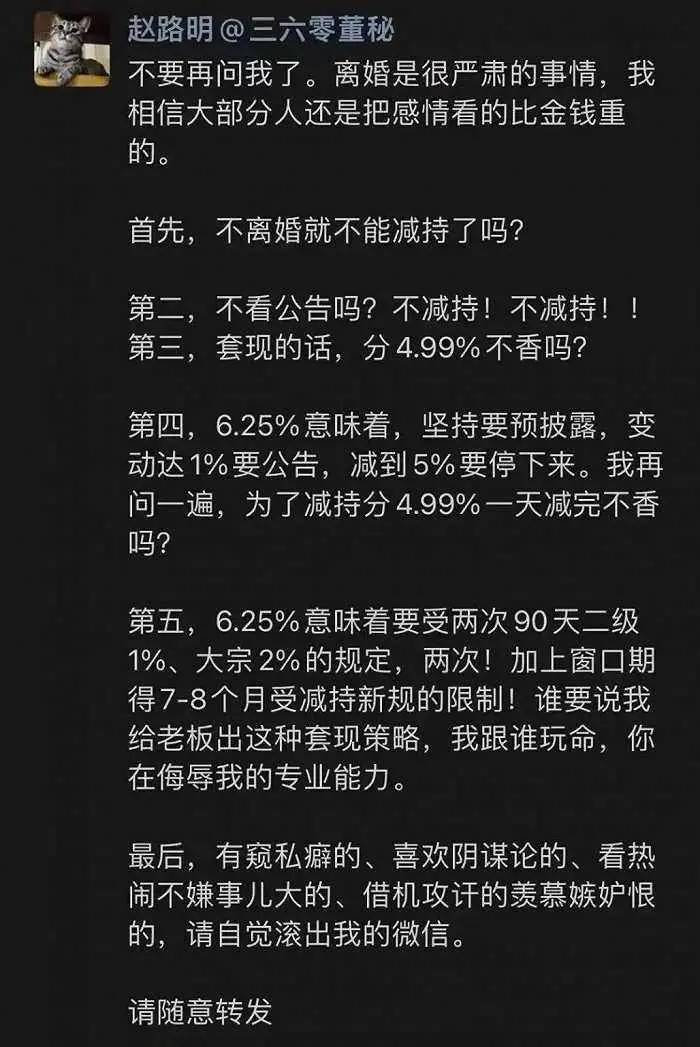 赵路明@三六零董秘
不要再问我了。离婚是很严肃的事情，我
相信大部分人还是把感情看的比金钱重
的。
首先，不离婚就不能减持了吗？
第二，不看公告吗？不减持！不减持！！
第三，套现的话，分4.99%不香吗？
第四，6.25%意味着，坚持要预披露，变
动达1%要公告，减到5%要停下来。我再
问一遍，为了减持分4.99%一天减完不香
吗？
第五，6.25%意味着要受两次90天二级
1%、大宗2%的规定，两次！加上窗口期
得7-8个月受减持新规的限制！谁要说我
给老板出这种套现策略，我跟谁玩命，你
在侮辱我的专业能力。
最后，有窥私癖的、喜欢阴谋论的、看热
闹不嫌事儿大的、借机攻讦的羡慕嫉妒恨
的，请自觉滚出我的微信。
请随意转发